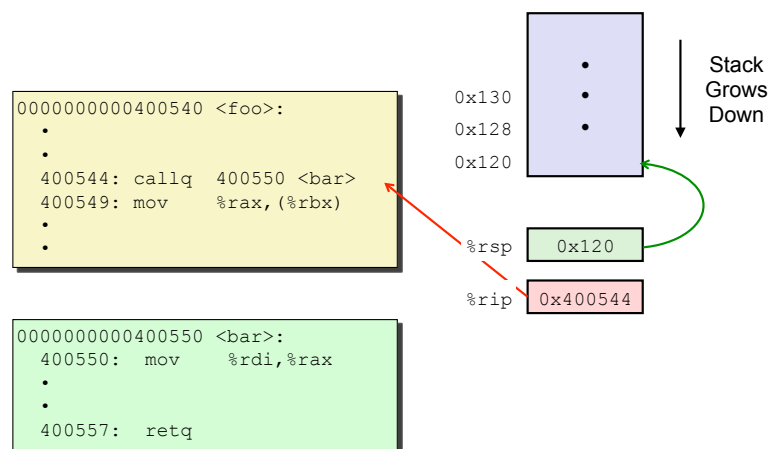 0000000000400540 <foo>:
•
•
400544: callq 400550 <bar>
400549: mov %rax,(%rbx)
•
•
0000000000400550 <bar>:
400550: mov %rdi,%rax
•
•
400557: retq
•
0x130 •
0x128 •
0x120
Stack
Grows
Down
%rsp 0x120
%rip 0x400544